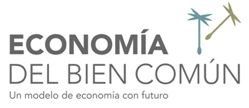 ECONOMÍA
DEL BIEN COMÚN
Un modelo de economía con futuro